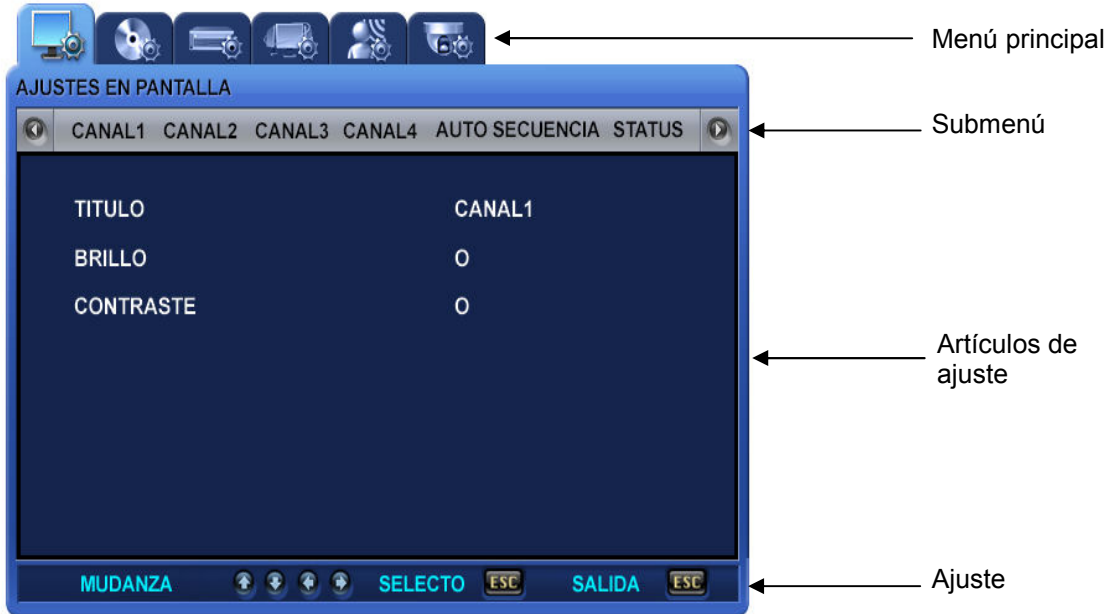 Menú principal
AJUSTES EN PANTALLA
CANAL1 CANAL2 CANAL3 CANAL4 AUTO SECUENCIA STATUS
Submenú
TITULO CANAL1
BRILLO O
CONTRASTE O
Artículos de
ajuste
MUDANZA SELECTO ESC SALIDA ESC
Ajuste